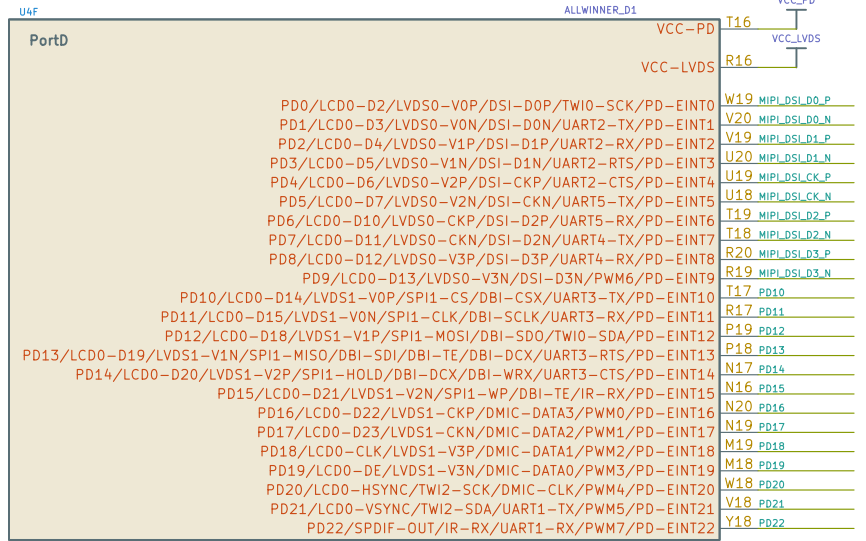 U4F
ALLWINNER_D1
VCC_PD
PortD
VCC-PD T16
VCC_LVDS
VCC-LVDS R16
PD0/LCD0-D2/LVDS0-V0P/DSI-D0P/TWI0-SCK/PD-EINT0 W19 MIPI_DSI_D0_P
PD1/LCD0-D3/LVDS0-V0N/DSI-D0N/UART2-TX/PD-EINT1 V20 MIPI_DSI_D0_N
PD2/LCD0-D4/LVDS0-V1P/DSI-D1P/UART2-RX/PD-EINT2 V19 MIPI_DSI_D1_P
PD3/LCD0-D5/LVDS0-V1N/DSI-D1N/UART2-RTS/PD-EINT3 U20 MIPI_DSI_D1_N
PD4/LCD0-D6/LVDS0-V2P/DSI-CKP/UART2-CTS/PD-EINT4 U19 MIPI_DSI_CK_P
PD5/LCD0-D7/LVDS0-V2N/DSI-CKN/UART5-TX/PD-EINT5 U18 MIPI_DSI_CK_N
PD6/LCD0-D10/LVDS0-CKP/DSI-D2P/UART5-RX/PD-EINT6 T19 MIPI_DSI_D2_P
PD7/LCD0-D11/LVDS0-CKN/DSI-D2N/UART4-TX/PD-EINT7 T18 MIPI_DSI_D2_N
PD8/LCD0-D12/LVDS0-V3P/DSI-D3P/UART4-RX/PD-EINT8 R20 MIPI_DSI_D3_P
PD9/LCD0-D13/LVDS0-V3N/DSI-D3N/PWM6/PD-EINT9 R19 MIPI_DSI_D3_N
PD10/LCD0-D14/LVDS1-V0P/SPI1-CS/DBI-CSX/UART3-TX/PD-EINT10 T17 PD10
PD11/LCD0-D15/LVDS1-V0N/SPI1-CLK/DBI-SCLK/UART3-RX/PD-EINT11 R17 PD11
PD12/LCD0-D18/LVDS1-V1P/SPI1-MOSI/DBI-SDO/TWI0-SDA/PD-EINT12 P19 PD12
PD13/LCD0-D19/LVDS1-V1N/SPI1-MISO/DBI-SDI/DBI-TE/DBI-DCX/UART3-RTS/PD-EINT13 P18 PD13
PD14/LCD0-D20/LVDS1-V2P/SPI1-HOLD/DBI-DCX/DBI-WRX/UART3-CTS/PD-EINT14 N17 PD14
PD15/LCD0-D21/LVDS1-V2N/SPI1-WP/DBI-TE/IR-RX/PD-EINT15 N16 PD15
PD16/LCD0-D22/LVDS1-CKP/DMIC-DATA3/PWM0/PD-EINT16 N20 PD16
PD17/LCD0-D23/LVDS1-CKN/DMIC-DATA2/PWM1/PD-EINT17 N19 PD17
PD18/LCD0-CLK/LVDS1-V3P/DMIC-DATA1/PWM2/PD-EINT18 M19 PD18
PD19/LCD0-DE/LVDS1-V3N/DMIC-DATA0/PWM3/PD-EINT19 M18 PD19
PD20/LCD0-HSYNC/TWI2-SCK/DMIC-CLK/PWM4/PD-EINT20 W18 PD20
PD21/LCD0-VSYNC/TWI2-SDA/UART1-TX/PWM5/PD-EINT21 V18 PD21
PD22/SPDIF-OUT/IR-RX/UART1-RX/PWM7/PD-EINT22 Y18 PD22